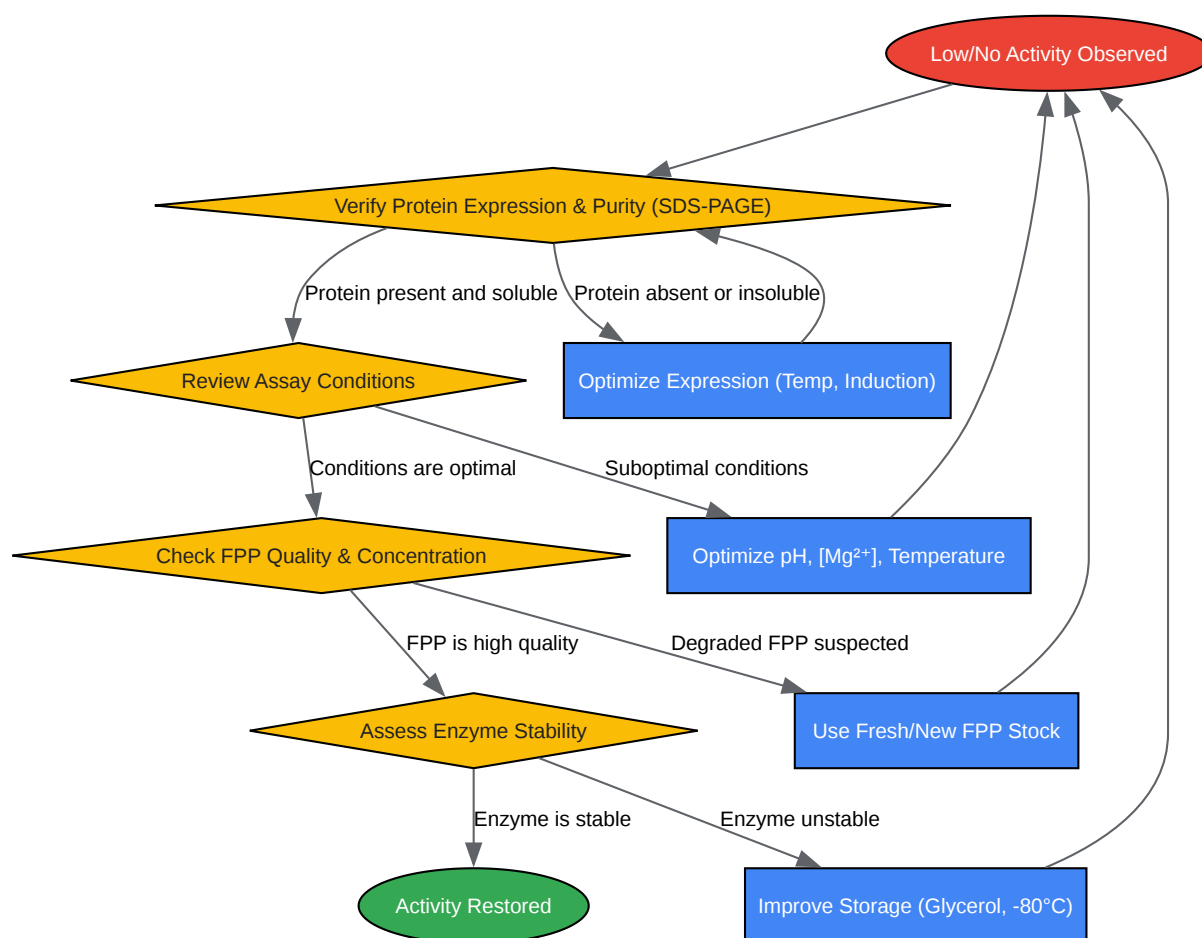 Low/No Activity Observed
Verify Protein Expression & Purity (SDS-PAGE)
Protein present and soluble
Protein absent or insoluble
Review Assay Conditions
Optimize Expression (Temp, Induction)
Conditions are optimal
Suboptimal conditions
Check FPP Quality & Concentration
Optimize pH, [Mg²⁺], Temperature
FPP is high quality
Degraded FPP suspected
Assess Enzyme Stability
Use Fresh/New FPP Stock
Enzyme is stable
Enzyme unstable
Activity Restored
Improve Storage (Glycerol, -80°C)